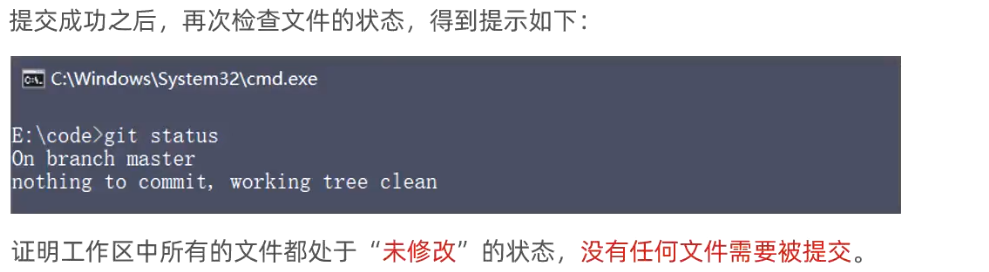 提交成功之后，再次检查文件的状态，得到提示如下：
C:\Windows\System32\cmd.exe
E:\code>git status
On branch master
nothing to commit, working tree clean
证明工作区中所有的文件都处于“未修改”的状态，没有任何文件需要被提交。